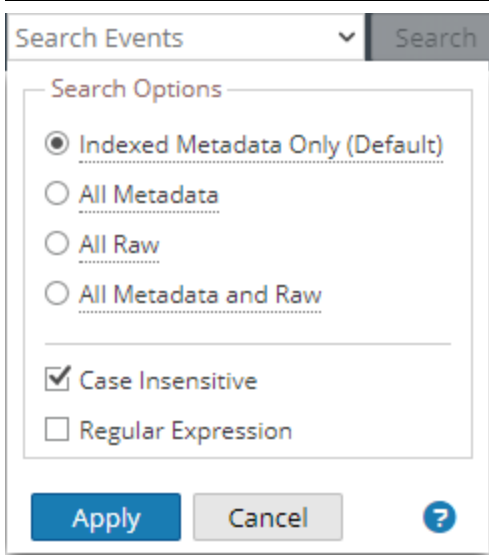 Search Events Search
Search Options
Indexed Metadata Only (Default)
All Metadata
All Raw
All Metadata and Raw
Case Insensitive
Regular Expression
Apply Cancel ?